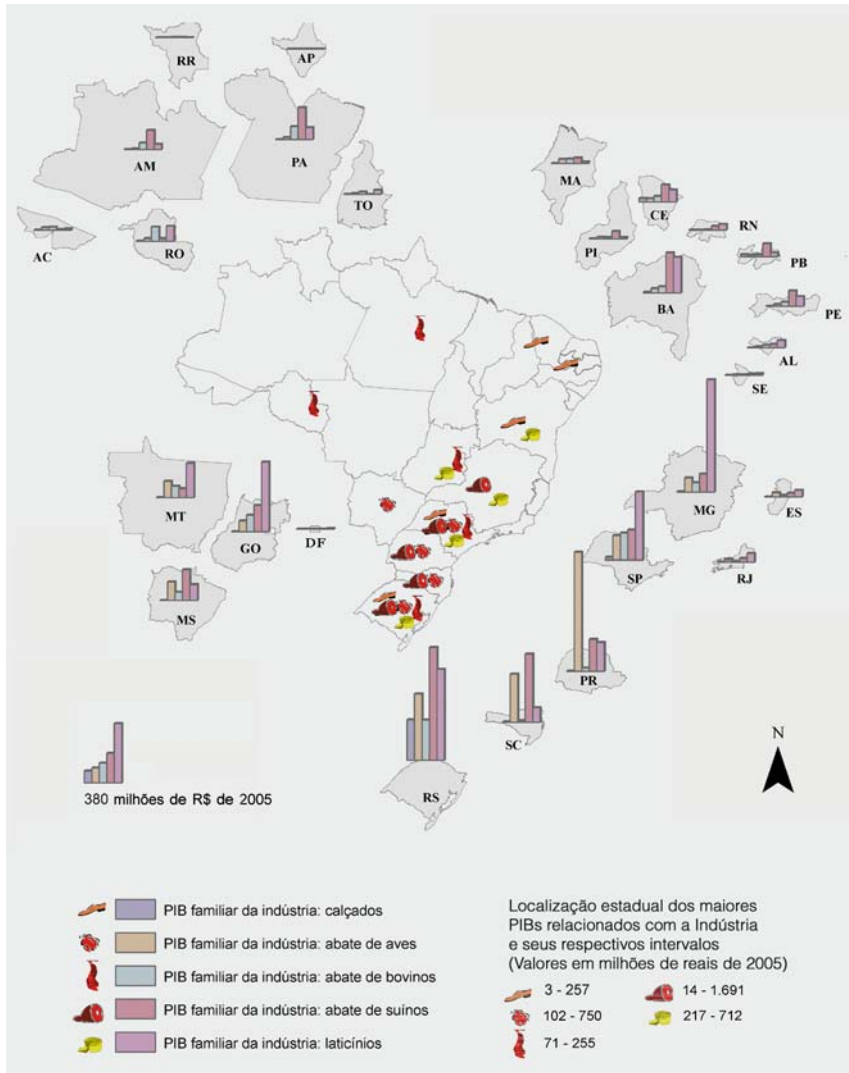 RR
AP
AM
PA
TO
AC
RO
MA
CE
PI
RN
PB
BA
PE
AL
SE
MT
GO
DF
MS
MG
ES
SP
RJ
PR
SC
RS
N
380 milhões de R$ de 2005
PIB familiar da indústria: calçados
PIB familiar da indústria: abate de aves
PIB familiar da indústria: abate de bovinos
PIB familiar da indústria: abate de suínos
PIB familiar da indústria: laticínios
Localização estadual dos maiores
PIBs relacionados com a Indústria
e seus respectivos intervalos
(Valores em milhões de reais de 2005)
3 - 257
14 - 1.691
102 - 750
217 - 712
71 - 255